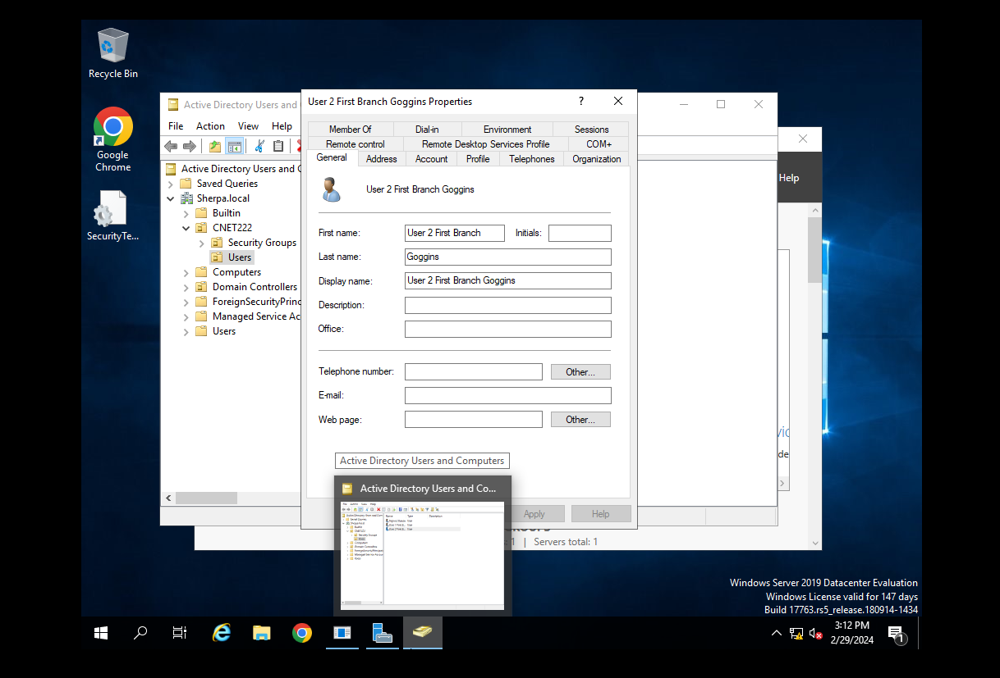 Recycle Bin
Google
Chrome
SecurityTe...
Active Directory Users and
File Action View Help
Active Directory Users and C
Saved Queries
Sherpa.local
Builtin
CNET222
Security Groups
Users
Computers
Domain Controllers
ForeignSecurityPrinc
Managed Service Ac
Users
User 2 First Branch Goggins Properties
?
Member Of Dial-in Environment Sessions
Remote control Remote Desktop Services Profile COM+
General Address Account Profile Telephones Organization
User 2 First Branch Goggins
First name: User 2 First Branch Initials:
Last name: Goggins
Display name: User 2 First Branch Goggins
Description:
Office:
Telephone number: Other...
E-mail:
Web page: Other...
Apply Help
Help
Active Directory Users and Computers
Active Directory Users and Co...
1 | Servers total: 1
Windows Server 2019 Datacenter Evaluation
Windows License valid for 147 days
Build 17763.rs5_release.180914-1434
3:12 PM
2/29/2024
1